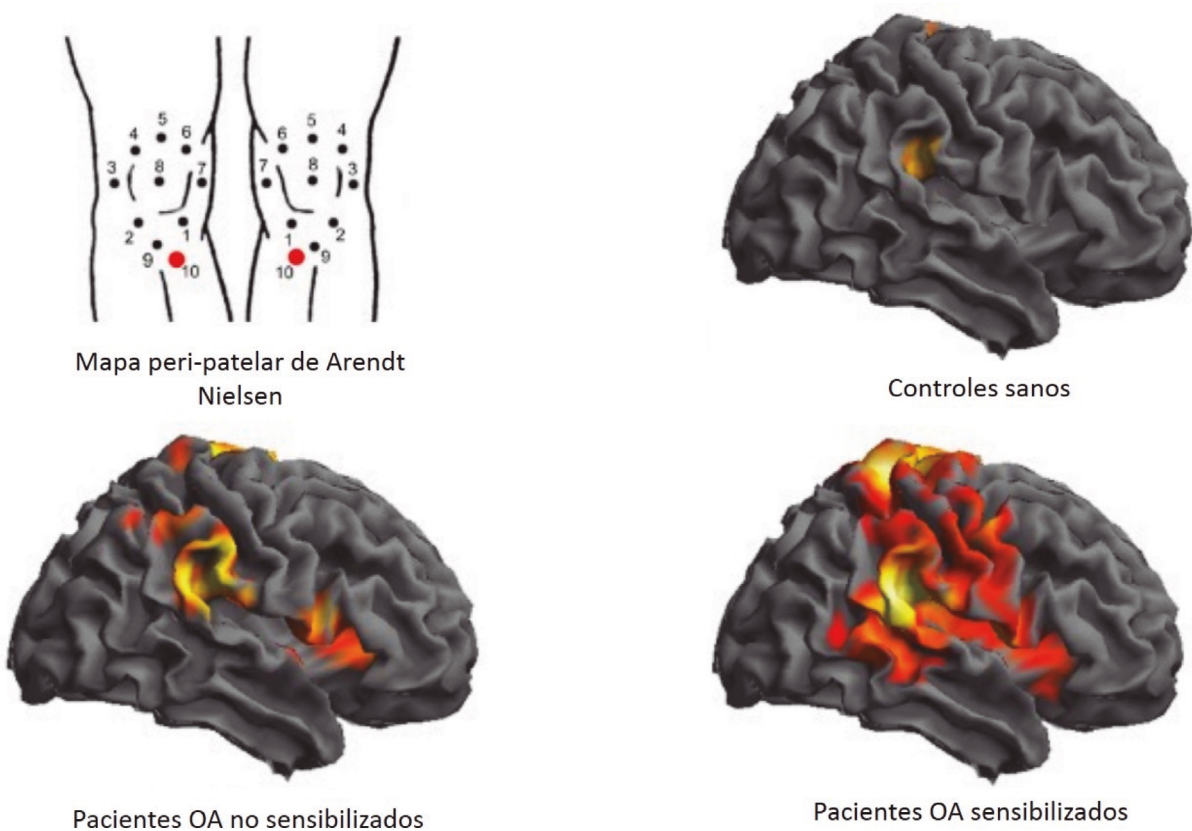 5 5
4 6 6 4
3 8 7 7 8 3
2 1 1 2
9 10 10 9
Mapa peri-patelar de Arendt
Nielsen
Controles sanos
Pacientes OA no sensibilizados
Pacientes OA sensibilizados